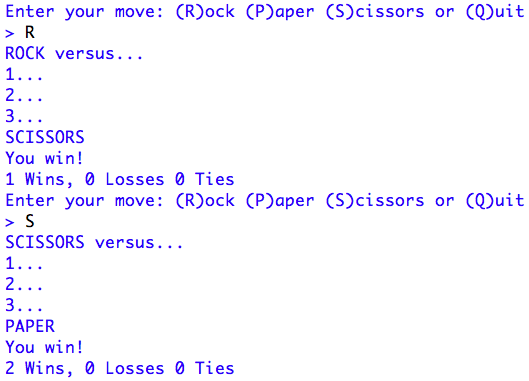 Enter your move: (R)ock (P)aper (S)cissors or (Q)uit
> R
ROCK versus...
1...
2...
3...
SCISSORS
You win!
1 Wins, 0 Losses 0 Ties
Enter your move: (R)ock (P)aper (S)cissors or (Q)uit
> S
SCISSORS versus...
1...
2...
3...
PAPER
You win!
2 Wins, 0 Losses 0 Ties